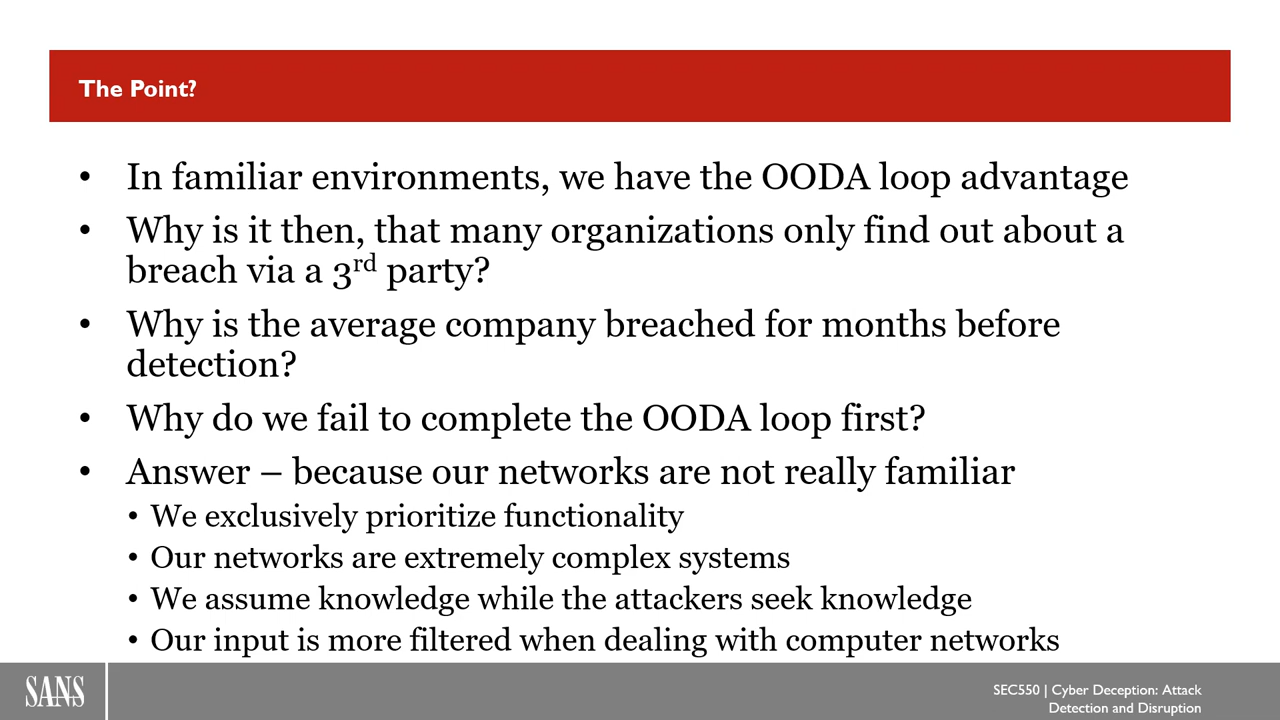 The Point?
• In familiar environments, we have the OODA loop advantage
• Why is it then, that many organizations only find out about a
breach via a 3rd party?
• Why is the average company breached for months before
detection?
• Why do we fail to complete the OODA loop first?
• Answer – because our networks are not really familiar
• We exclusively prioritize functionality
• Our networks are extremely complex systems
• We assume knowledge while the attackers seek knowledge
• Our input is more filtered when dealing with computer networks
SANS
SEC550 | Cyber Deception: Attack
Detection and Disruption